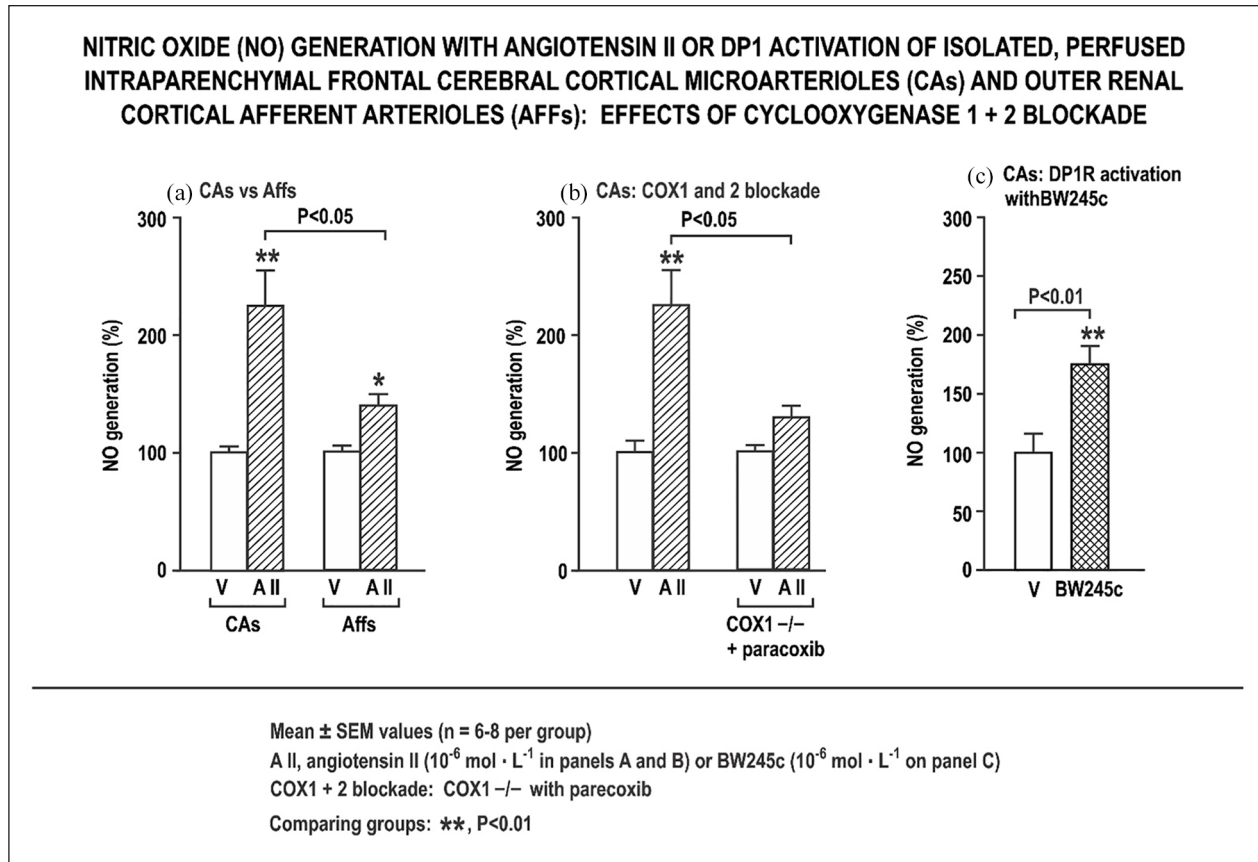 NITRIC OXIDE (NO) GENERATION WITH ANGIOTENSIN II OR DP1 ACTIVATION OF ISOLATED, PERFUSED
INTRAPARENCHYMAL FRONTAL CEREBRAL CORTICAL MICROARTERIOLES (CAs) AND OUTER RENAL
CORTICAL AFFERENT ARTERIOLES (AFFs): EFFECTS OF CYCLOOXYGENASE 1 + 2 BLOCKADE
(a) CAs vs Affs
P<0.05
300
200
100
0
NO generation (%)
**
*
V A II V A II
CAs Affs
(b) CAs: COX1 and 2 blockade
P<0.05
300
200
100
0
NO generation (%)
**
V A II V A II
COX1 –/–
+ paracoxib
(c) CAs: DP1R activation
withBW245c
300
250
200
150
100
50
0
NO generation (%)
P<0.01
**
V BW245c
Mean ± SEM values (n = 6-8 per group)
A II, angiotensin II (10⁻⁶ mol · L⁻¹ in panels A and B) or BW245c (10⁻⁶ mol · L⁻¹ on panel C)
COX1 + 2 blockade: COX1 –/– with parecoxib
Comparing groups: **, P<0.01